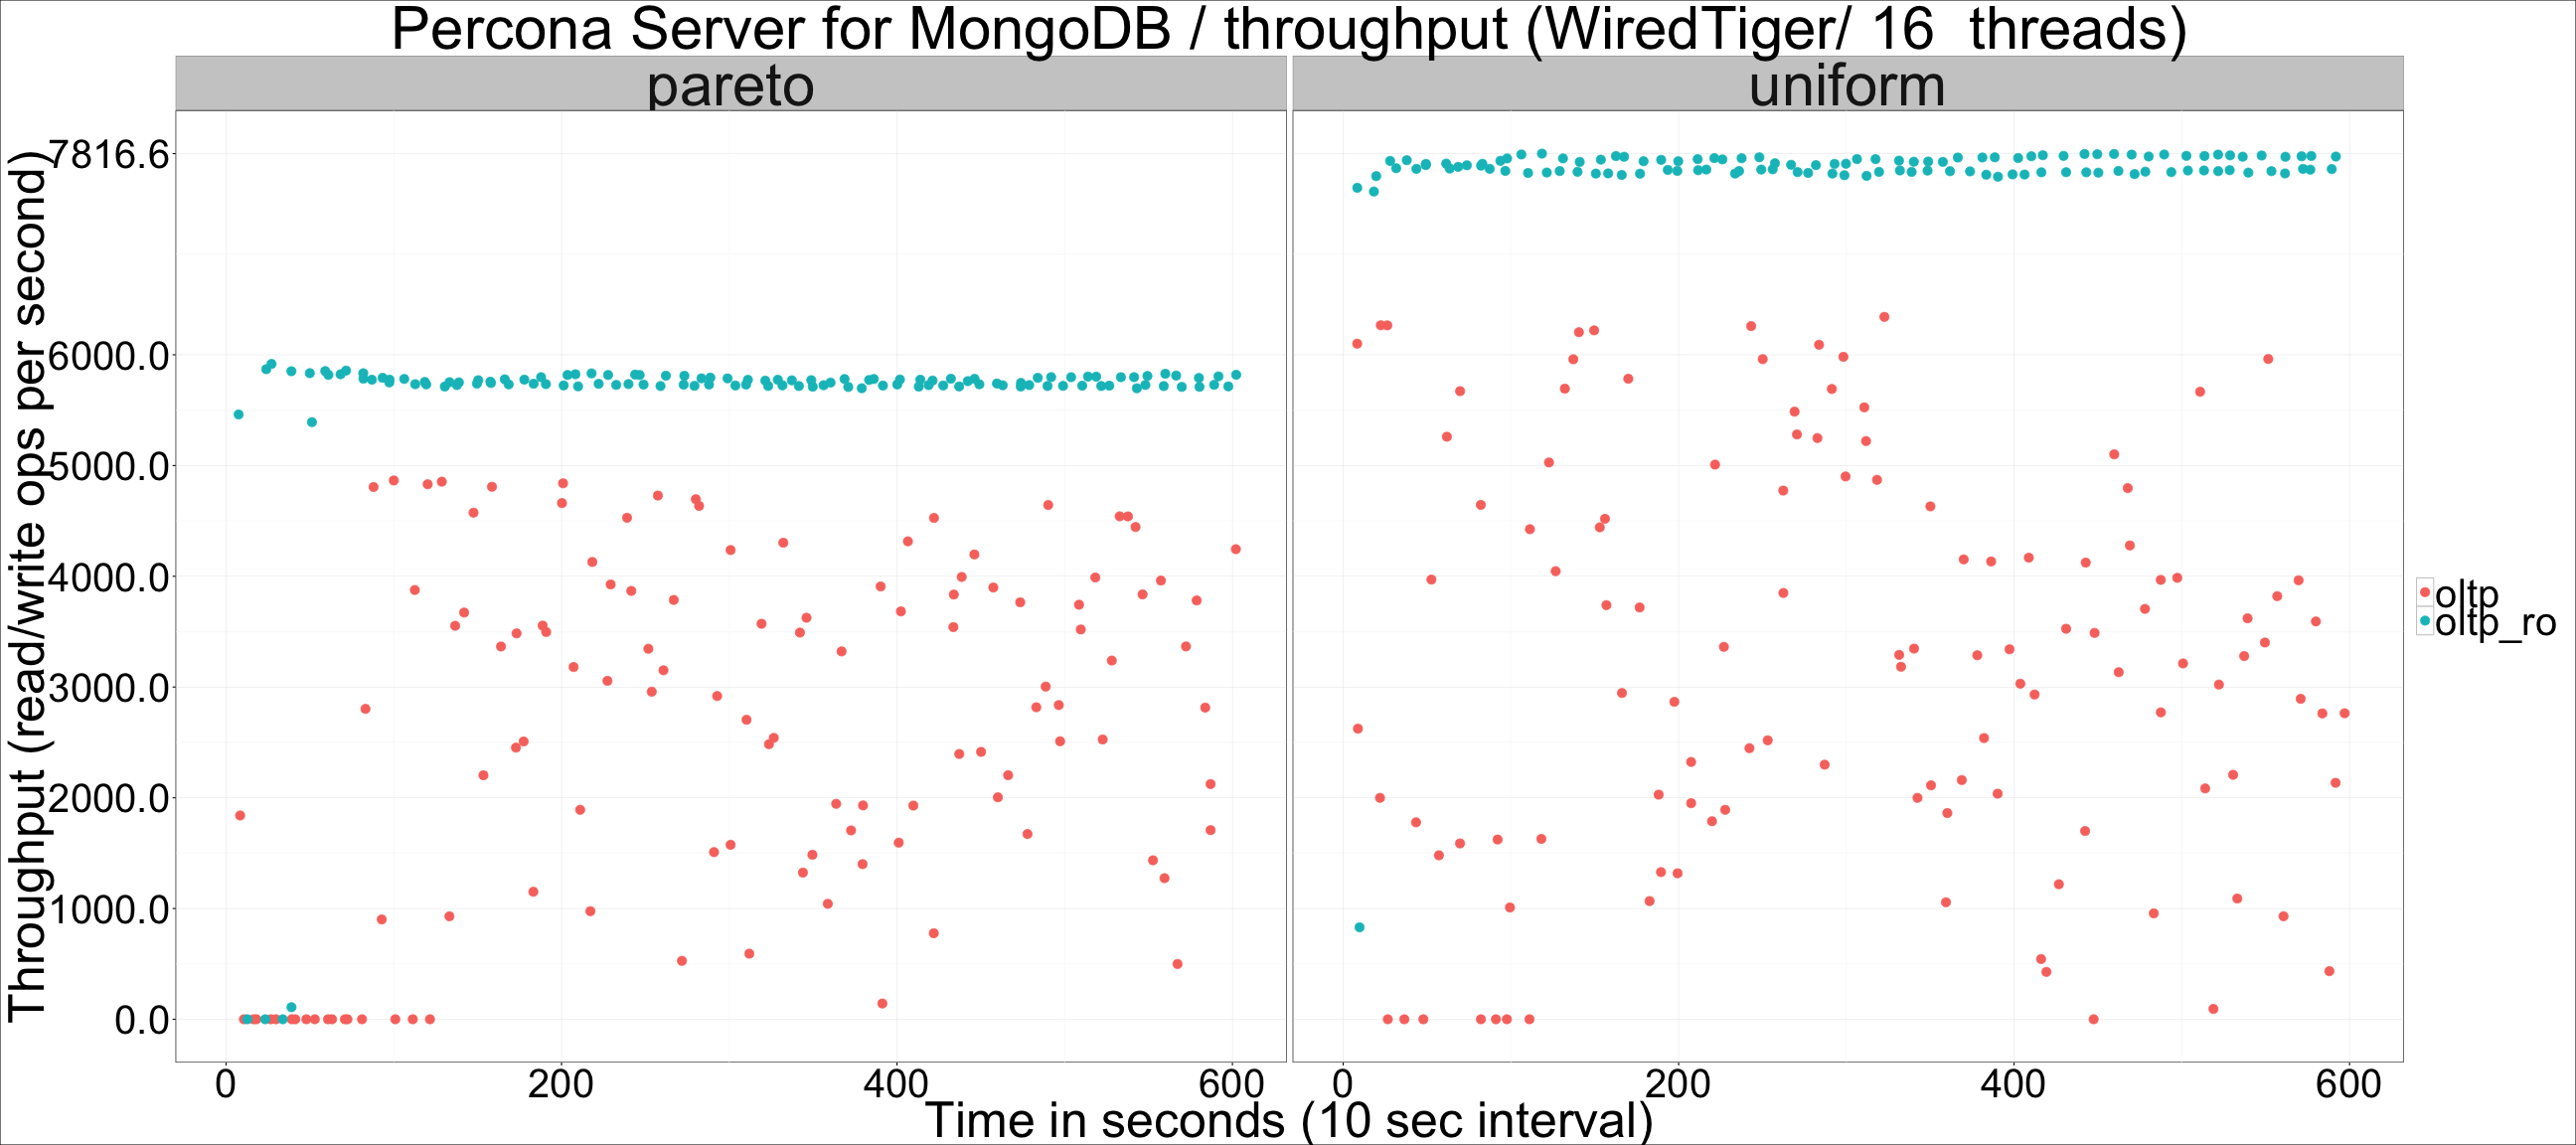 Percona Server for MongoDB / throughput (WiredTiger/ 16  threads)
pareto
uniform
Throughput (read/write ops per second)
7816.6
6000.0
5000.0
4000.0
3000.0
2000.0
1000.0
0.0
0 200 400 600
0 200 400 600
Time in seconds (10 sec interval)
oltp
oltp_ro